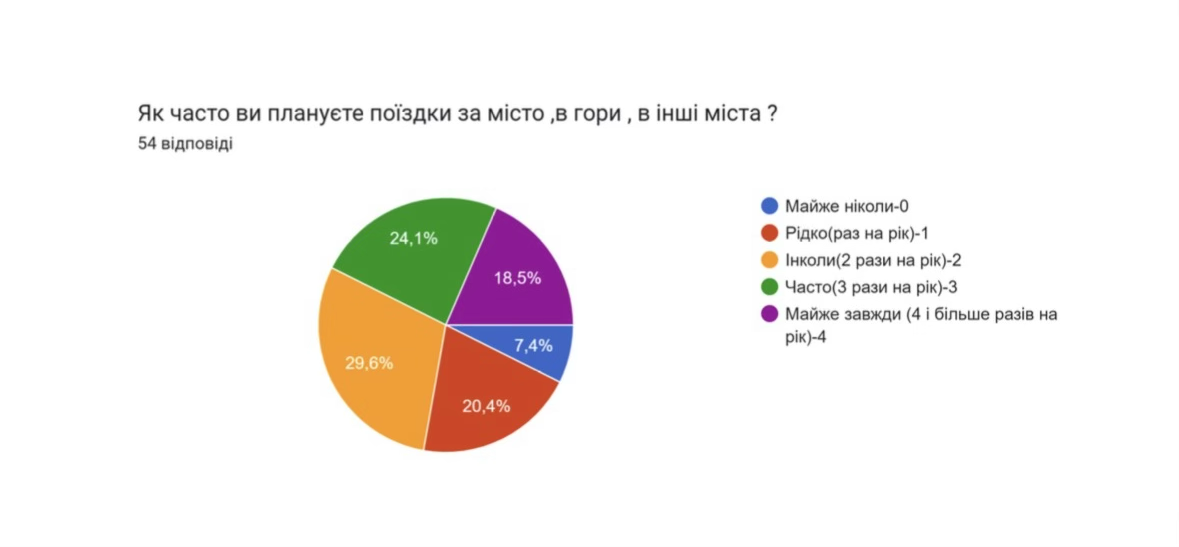 Як часто ви плануєте поїздки за місто ,в гори , в інші міста ?
54 відповіді
24,1%
18,5%
7,4%
29,6%
20,4%
Майже ніколи-0
Рідко(раз на рік)-1
Інколи(2 рази на рік)-2
Часто(3 рази на рік)-3
Майже завжди (4 і більше разів на
рік)-4